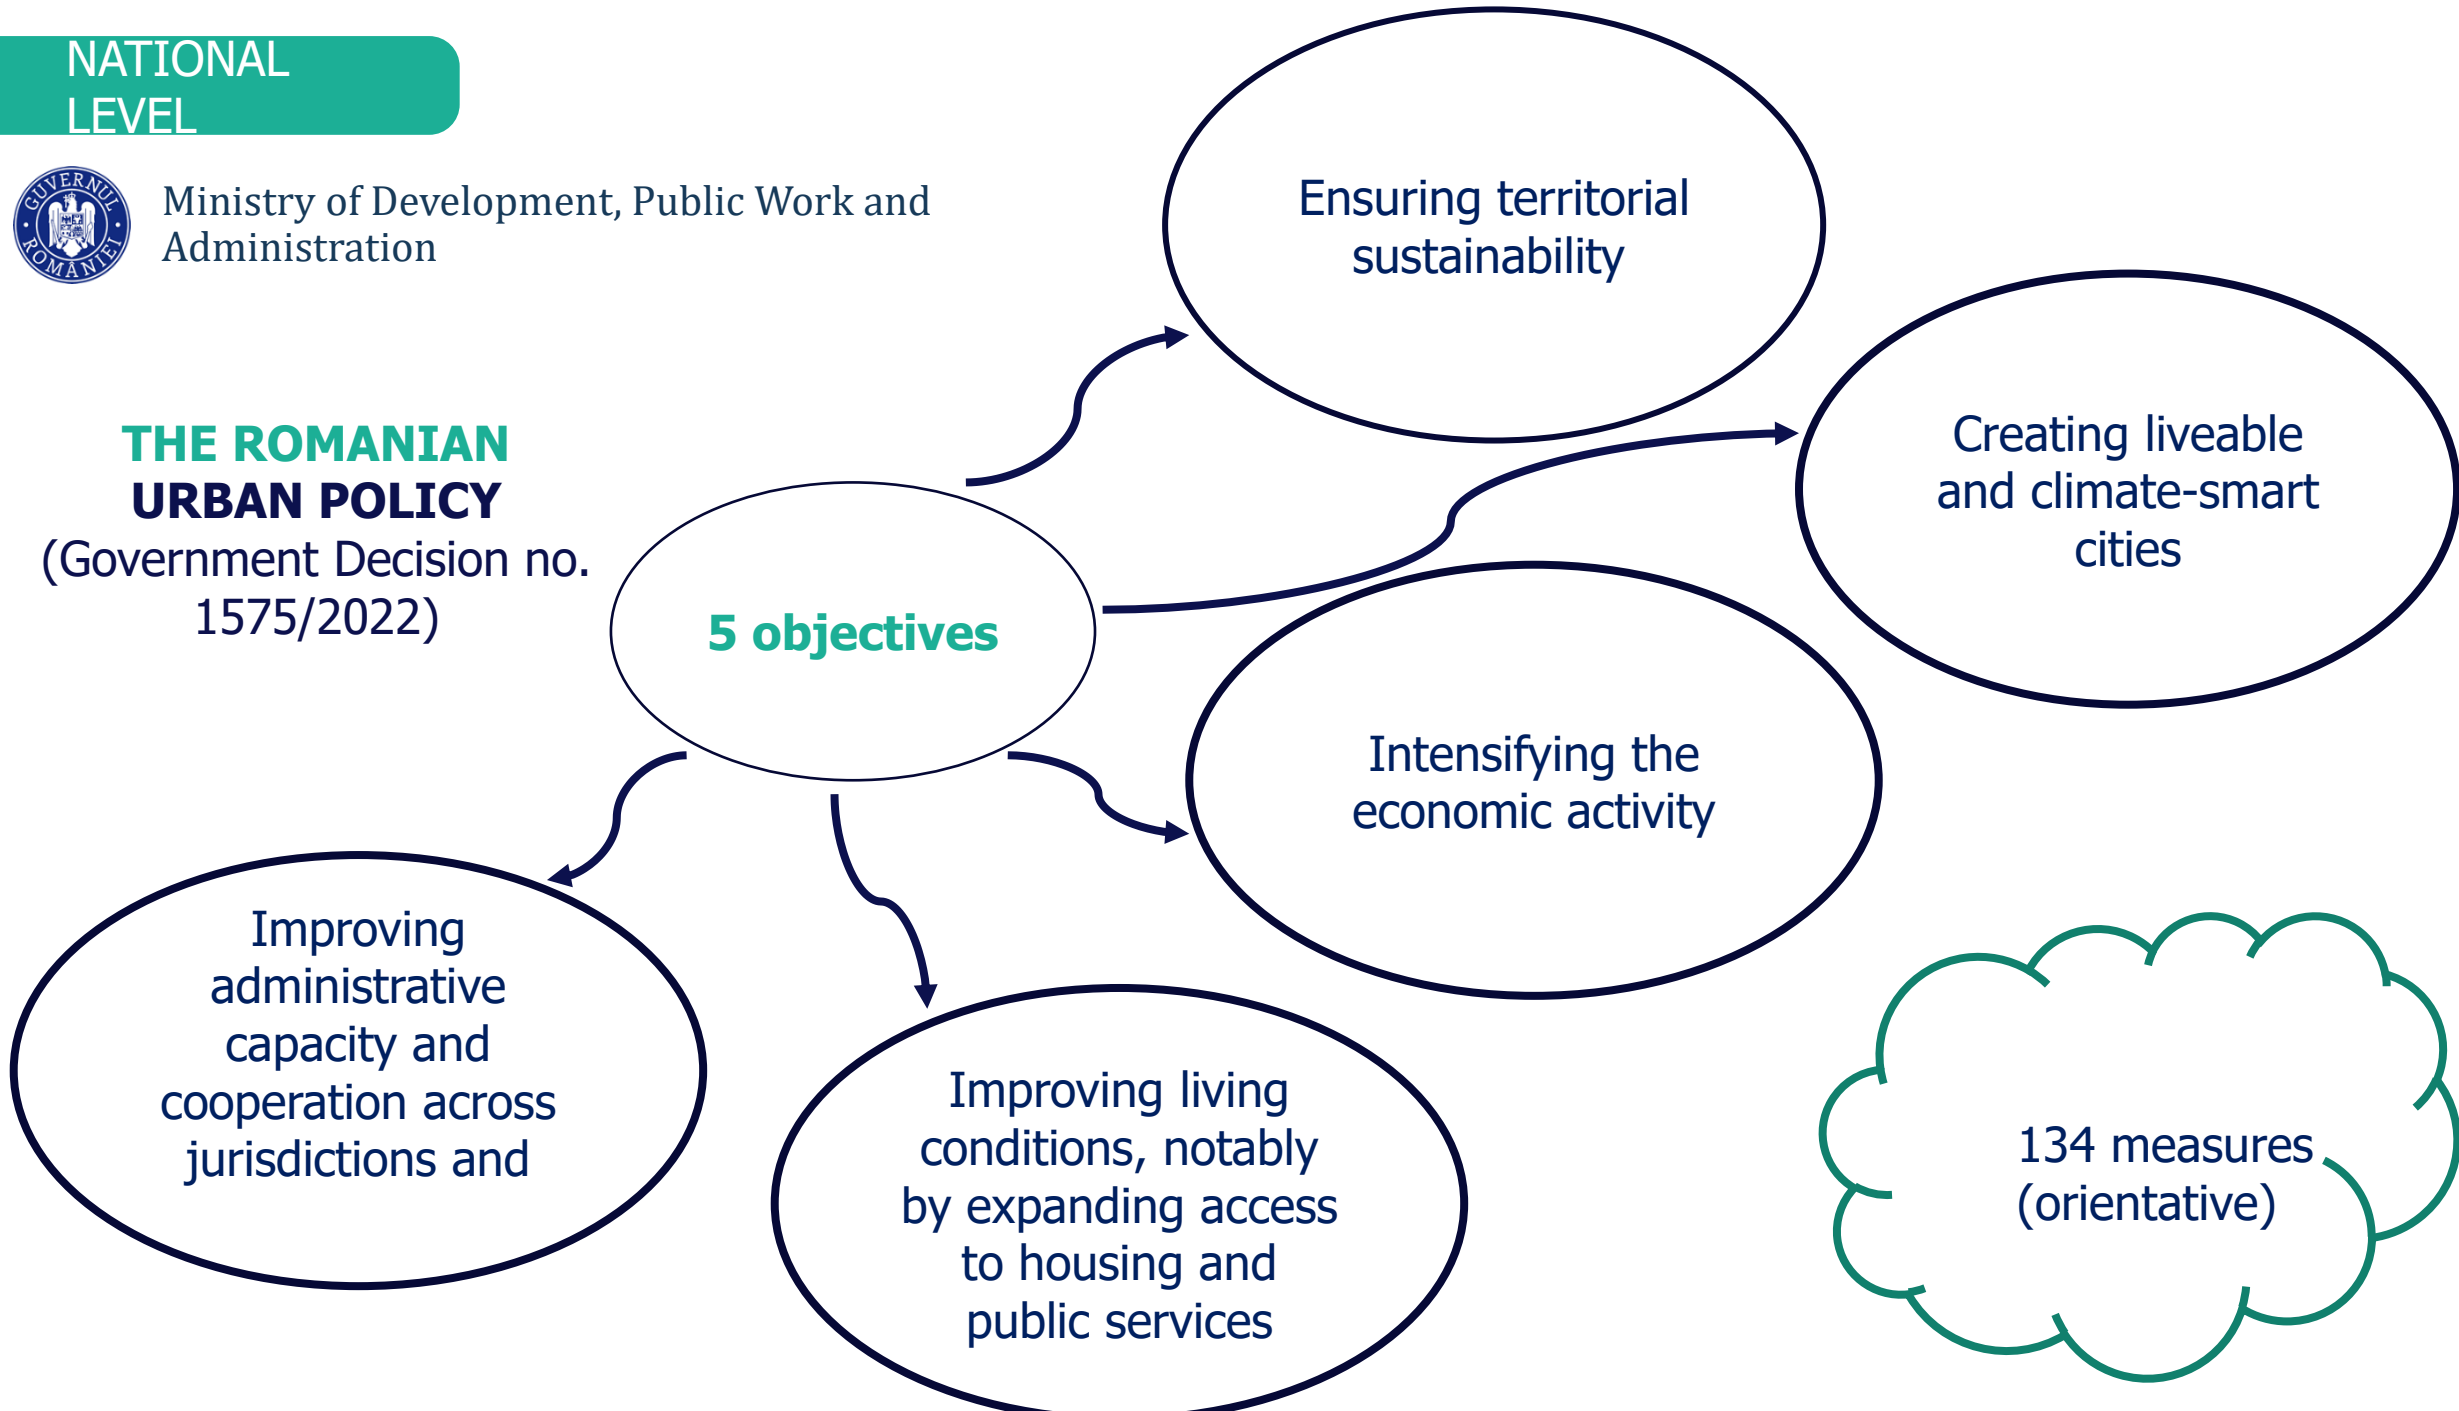 NATIONAL
LEVEL
GUVERNUL
ROMÂNIEI
Ministry of Development, Public Work and
Administration
THE ROMANIAN
URBAN POLICY
(Government Decision no.
1575/2022)
5 objectives
Ensuring territorial
sustainability
Creating liveable
and climate-smart
cities
Intensifying the
economic activity
Improving
administrative
capacity and
cooperation across
jurisdictions and
Improving living
conditions, notably
by expanding access
to housing and
public services
134 measures
(orientative)